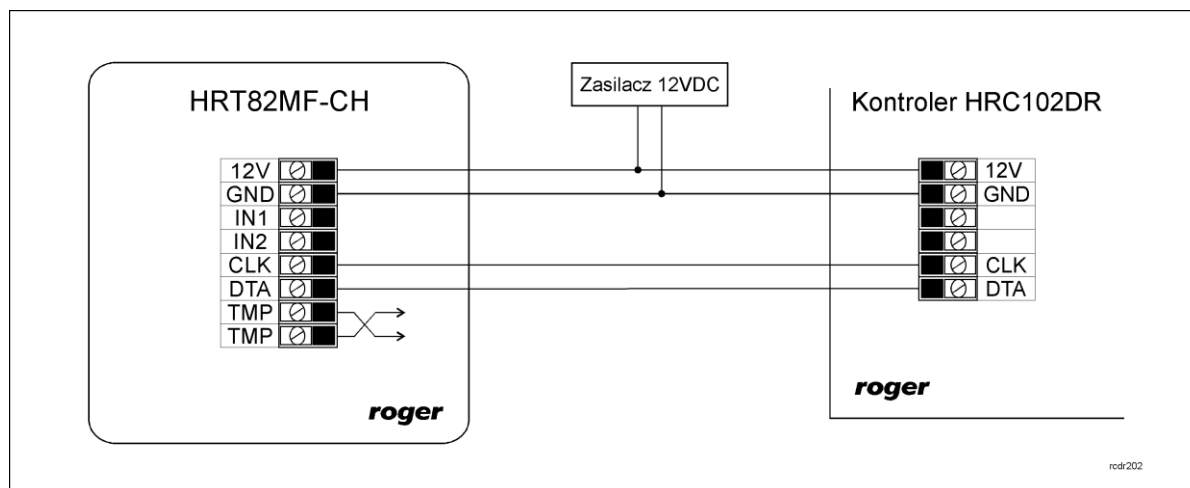 HRT82MF-CH
Zasilacz 12VDC
Kontroler HRC102DR
12V
GND
IN1
IN2
CLK
DTA
TMP
TMP
roger
12V
GND
CLK
DTA
roger
rcdr202